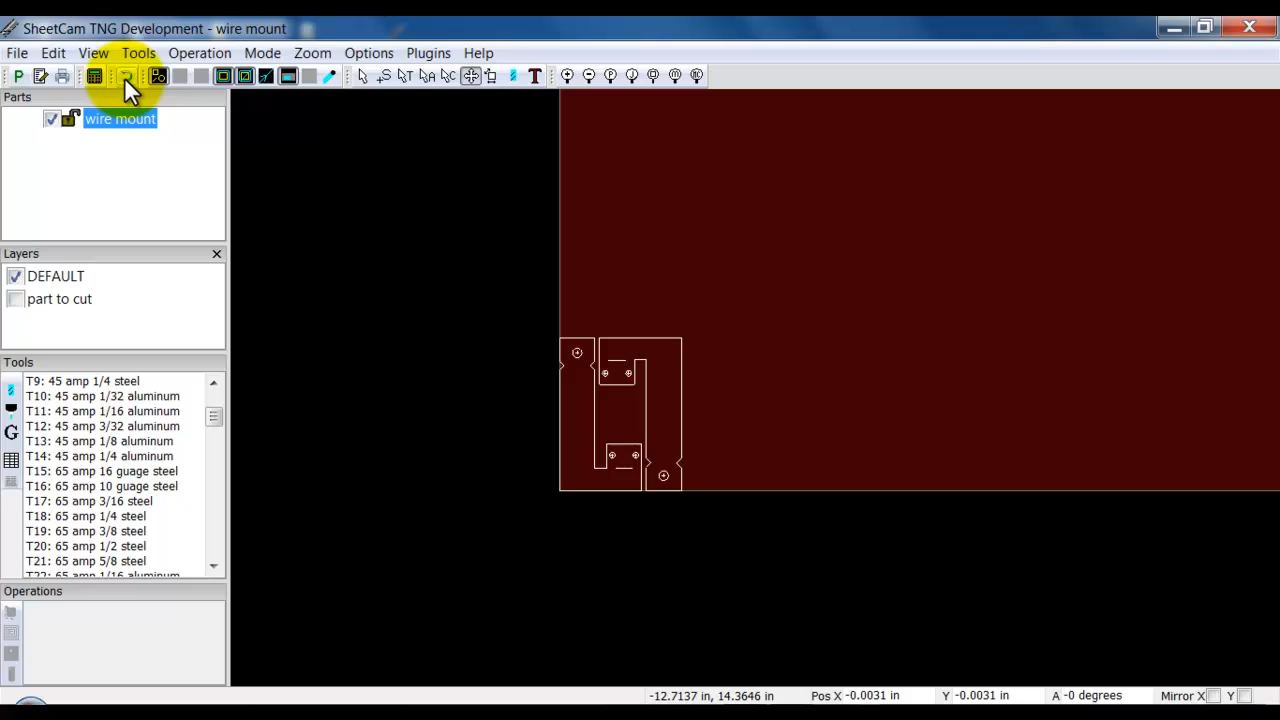 SheetCam TNG Development - wire mount
File Edit View Tools Operation Mode Zoom Options Plugins Help
Parts
wire mount
Layers
DEFAULT
part to cut
Tools
T9: 45 amp 1/4 steel
T10: 45 amp 1/32 aluminum
T11: 45 amp 1/16 aluminum
T12: 45 amp 3/32 aluminum
T13: 45 amp 1/8 aluminum
T14: 45 amp 1/4 aluminum
T15: 65 amp 16 guage steel
T16: 65 amp 10 guage steel
T17: 65 amp 3/16 steel
T18: 65 amp 1/4 steel
T19: 65 amp 3/8 steel
T20: 65 amp 1/2 steel
T21: 65 amp 5/8 steel
T22: 65 amp 1/16 aluminum
Operations
-12.7137 in, 14.3646 in Pos X -0.0031 in Y -0.0031 in A -0 degrees Mirror X Y